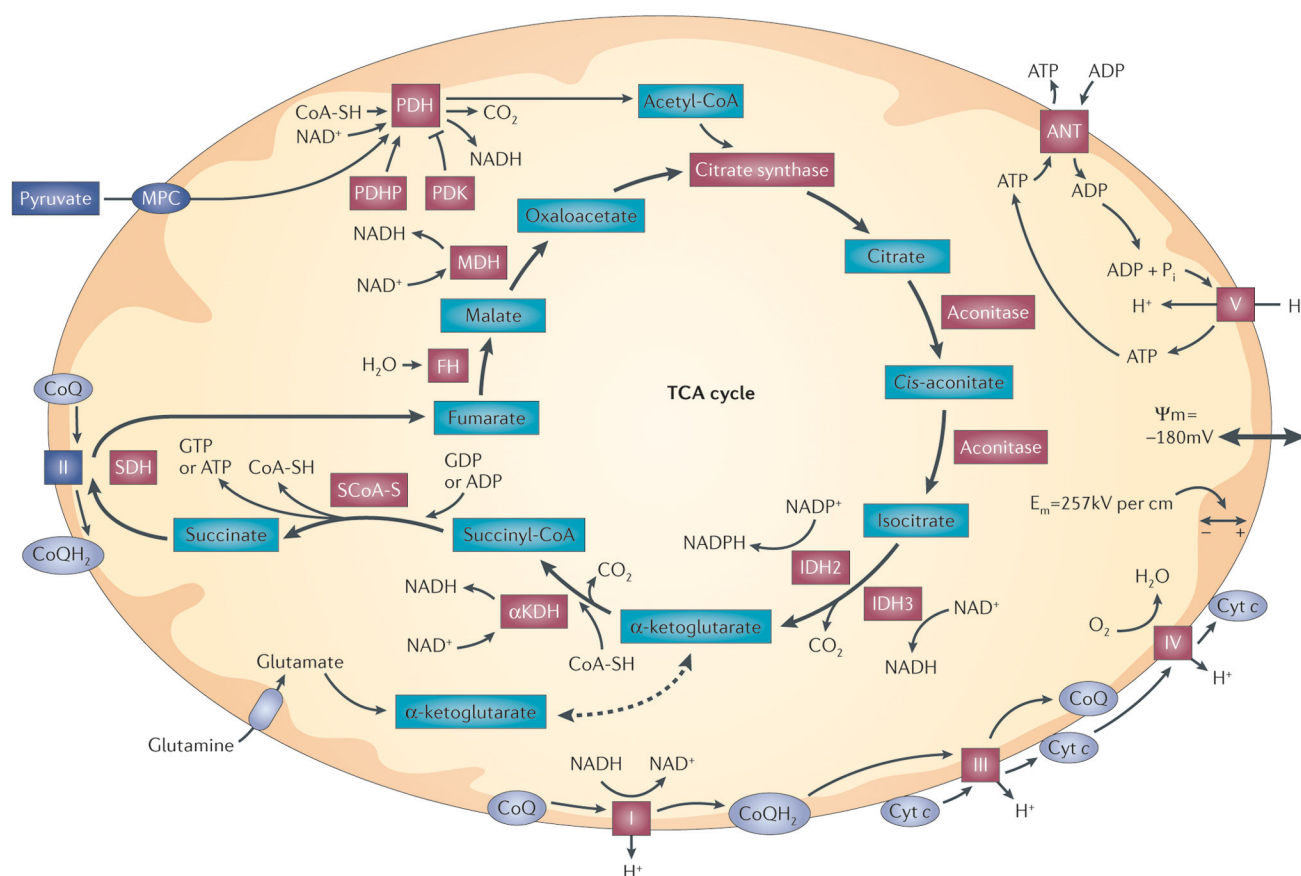 ATP
ADP
CoA-SH
NAD⁺
PDH
CO₂
NADH
Acetyl-CoA
ANT
Citrate synthase
Pyruvate
MPC
PDHP
PDK
Oxaloacetate
ATP
ADP
NADH
NAD⁺
MDH
Citrate
ADP + Pᵢ
H⁺
V
H
Malate
Aconitase
ATP
H₂O
FH
TCA cycle
Cis-aconitate
CoQ
Fumarate
Ψm=
–180mV
II
SDH
GTP
or ATP
CoA-SH
SCoA-S
GDP
or ADP
Aconitase
CoQH₂
Succinate
Succinyl-CoA
NADP⁺
NADPH
Isocitrate
Eₘ=257kV per cm
–
+
NADH
NAD⁺
αKDH
CO₂
CoA-SH
α-ketoglutarate
IDH2
CO₂
IDH3
NAD⁺
NADH
H₂O
O₂
IV
Cyt c
H⁺
Glutamate
Glutamine
α-ketoglutarate
CoQ
NADH
NAD⁺
I
H⁺
CoQH₂
Cyt c
III
H⁺
CoQ
Cyt c